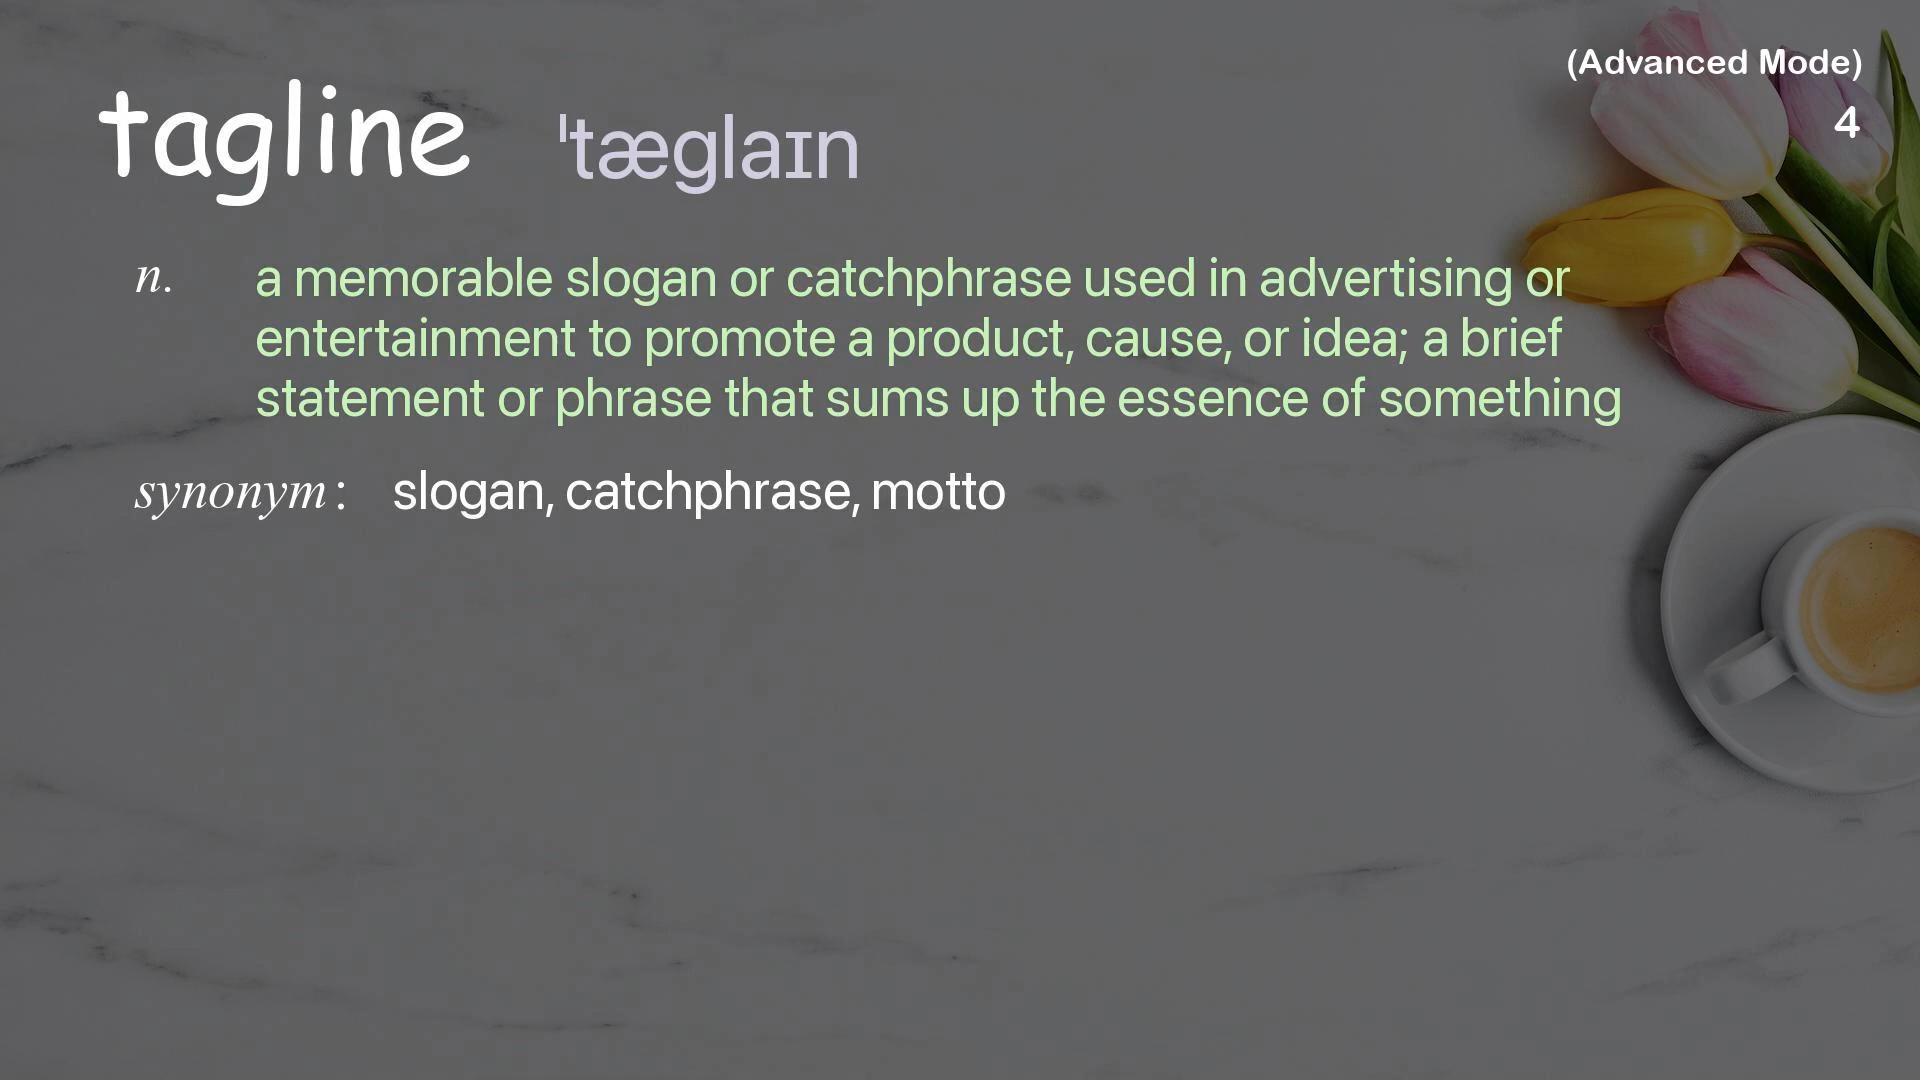 (Advanced Mode)
4
tagline ˈtæglaɪn
n. a memorable slogan or catchphrase used in advertising or
entertainment to promote a product, cause, or idea; a brief
statement or phrase that sums up the essence of something
synonym: slogan, catchphrase, motto